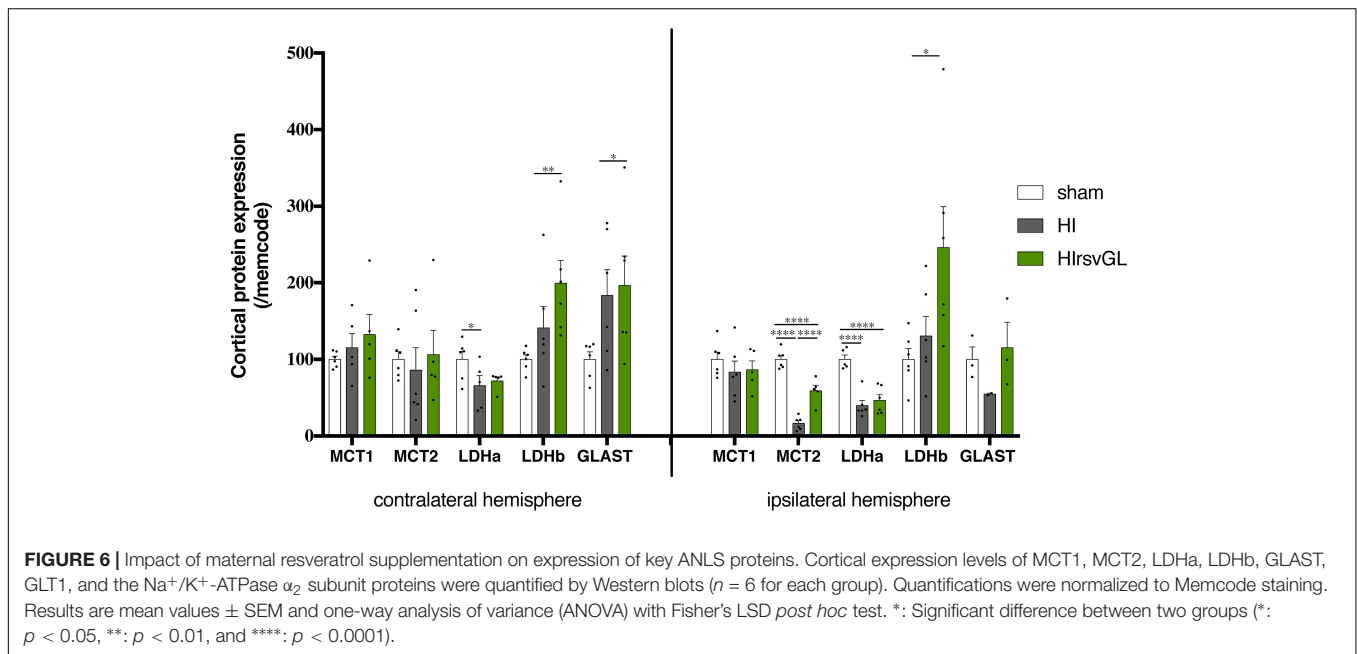 500
400
300
200
100
0
Cortical protein expression
(/memcode)
*
**
*
*
****
****
****
****
****
*
sham
HI
HIrsvGL
MCT1 MCT2 LDHa LDHb GLAST MCT1 MCT2 LDHa LDHb GLAST
contralateral hemisphere ipsilateral hemisphere
FIGURE 6 | Impact of maternal resveratrol supplementation on expression of key ANLS proteins. Cortical expression levels of MCT1, MCT2, LDHa, LDHb, GLAST,
GLT1, and the Na⁺/K⁺-ATPase α₂ subunit proteins were quantified by Western blots (n = 6 for each group). Quantifications were normalized to Memcode staining.
Results are mean values ± SEM and one-way analysis of variance (ANOVA) with Fisher's LSD post hoc test. *: Significant difference between two groups (*:
p < 0.05, **: p < 0.01, and ****: p < 0.0001).